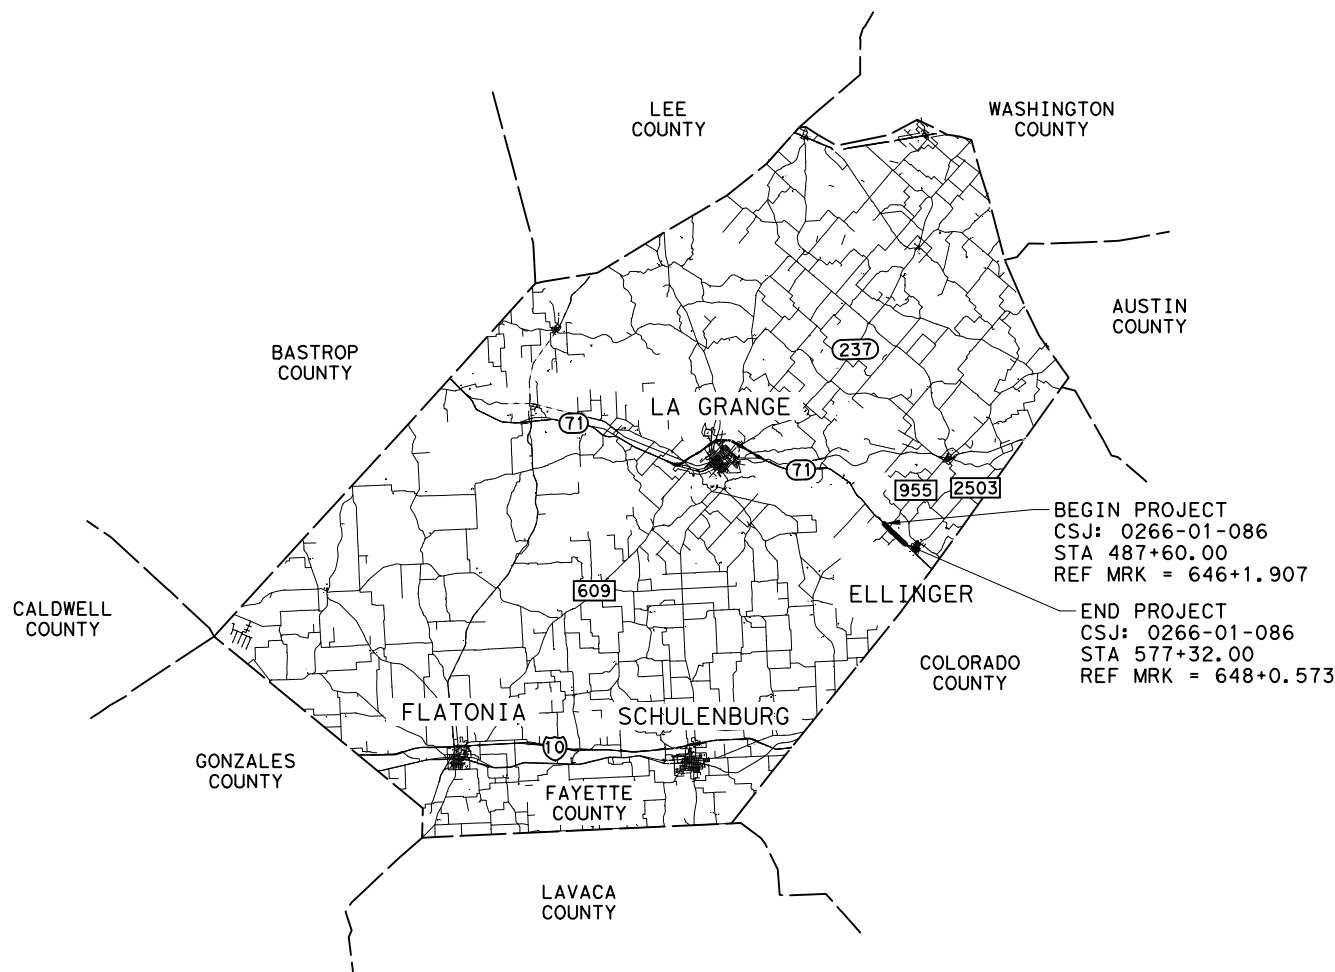 LEE
COUNTY
WASHINGTON
COUNTY
AUSTIN
COUNTY
BASTROP
COUNTY
237
LA GRANGE
71
71
955
2503
BEGIN PROJECT
CSJ: 0266-01-086
STA 487+60.00
REF MRK = 646+1.907
609
ELLINGER
END PROJECT
CSJ: 0266-01-086
STA 577+32.00
REF MRK = 648+0.573
CALDWELL
COUNTY
COLORADO
COUNTY
FLATONIA
SCHULENBURG
10
GONZALES
COUNTY
FAYETTE
COUNTY
LAVACA
COUNTY